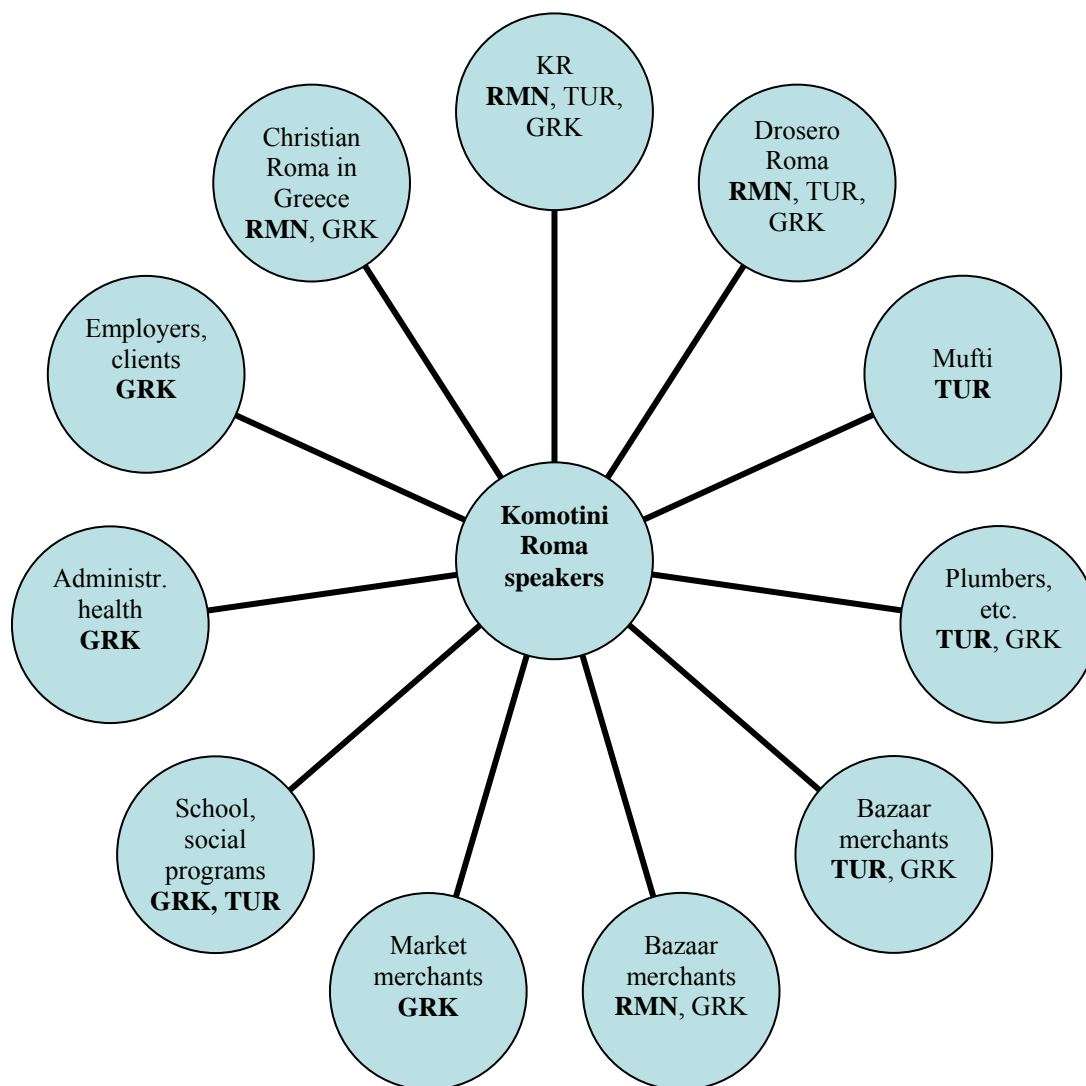 KR
RMN, TUR,
GRK
Drosero
Roma
RMN, TUR,
GRK
Mufti
TUR
Plumbers,
etc.
TUR, GRK
Bazaar
merchants
TUR, GRK
Bazaar
merchants
RMN, GRK
Market
merchants
GRK
School,
social
programs
GRK, TUR
Administr.
health
GRK
Employers,
clients
GRK
Christian
Roma in
Greece
RMN, GRK
Komotini
Roma
speakers